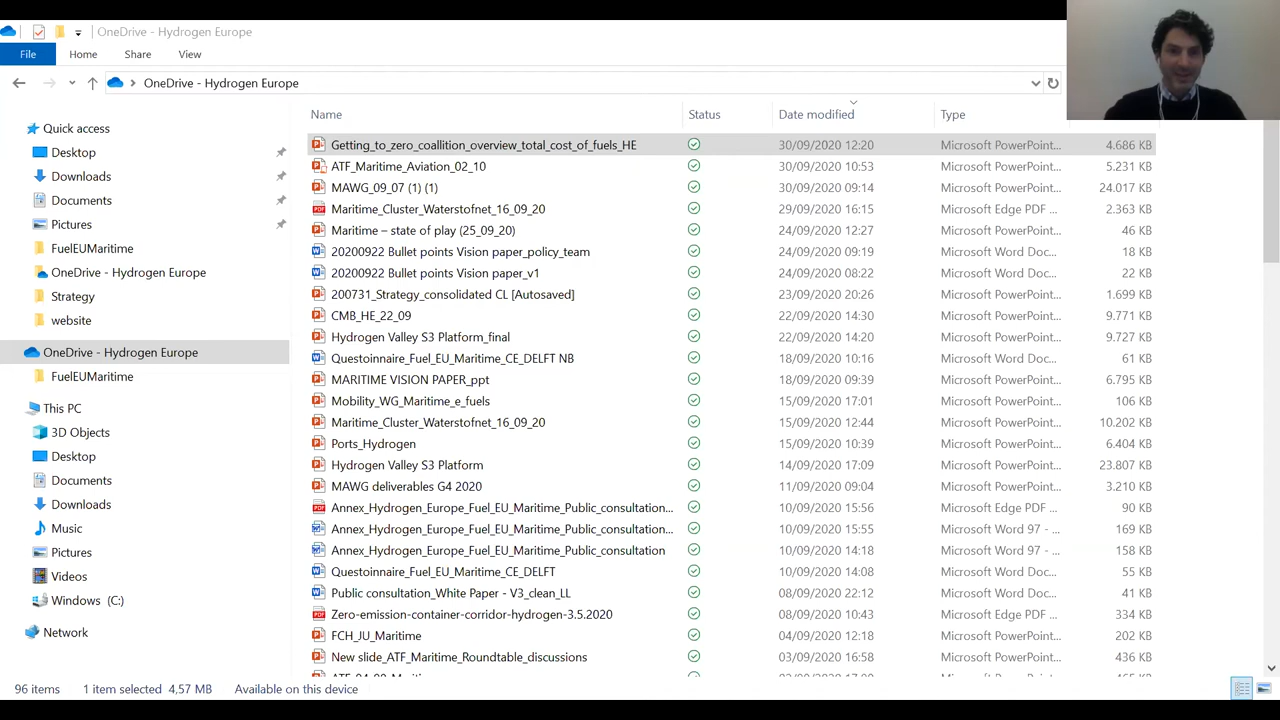 OneDrive - Hydrogen Europe
File Home Share View
OneDrive - Hydrogen Europe
Name Status Date modified Type
Quick access
Desktop
Downloads
Documents
Pictures
FuelEUMaritime
OneDrive - Hydrogen Europe
Strategy
website
OneDrive - Hydrogen Europe
FuelEUMaritime
This PC
3D Objects
Desktop
Documents
Downloads
Music
Pictures
Videos
Windows (C:)
Network
Getting_to_zero_coallition_overview_total_cost_of_fuels_HE 30/09/2020 12:20 Microsoft PowerPoint... 4.686 KB
ATF_Maritime_Aviation_02_10 30/09/2020 10:53 Microsoft PowerPoint... 5.231 KB
MAWG_09_07 (1) (1) 30/09/2020 09:14 Microsoft PowerPoint... 24.017 KB
Maritime_Cluster_Waterstofnet_16_09_20 29/09/2020 16:15 Microsoft Edge PDF ... 2.363 KB
Maritime – state of play (25_09_20) 24/09/2020 12:27 Microsoft PowerPoint... 46 KB
20200922 Bullet points Vision paper_policy_team 24/09/2020 09:19 Microsoft Word Doc... 18 KB
20200922 Bullet points Vision paper_v1 24/09/2020 08:22 Microsoft Word Doc... 22 KB
200731_Strategy_consolidated CL [Autosaved] 23/09/2020 20:26 Microsoft PowerPoint... 1.699 KB
CMB_HE_22_09 22/09/2020 14:30 Microsoft PowerPoint... 9.771 KB
Hydrogen Valley S3 Platform_final 22/09/2020 14:20 Microsoft PowerPoint... 9.727 KB
Questoinnaire_Fuel_EU_Maritime_CE_DELFT NB 18/09/2020 10:16 Microsoft Word Doc... 61 KB
MARITIME VISION PAPER_ppt 18/09/2020 09:39 Microsoft PowerPoint... 6.795 KB
Mobility_WG_Maritime_e_fuels 15/09/2020 17:01 Microsoft PowerPoint... 106 KB
Maritime_Cluster_Waterstofnet_16_09_20 15/09/2020 12:44 Microsoft PowerPoint... 10.202 KB
Ports_Hydrogen 15/09/2020 10:39 Microsoft PowerPoint... 6.404 KB
Hydrogen Valley S3 Platform 14/09/2020 17:09 Microsoft PowerPoint... 23.807 KB
MAWG deliverables G4 2020 11/09/2020 09:04 Microsoft PowerPoint... 3.210 KB
Annex_Hydrogen_Europe_Fuel_EU_Maritime_Public_consultation... 10/09/2020 15:56 Microsoft Edge PDF ... 90 KB
Annex_Hydrogen_Europe_Fuel_EU_Maritime_Public_consultation... 10/09/2020 15:55 Microsoft Word 97 - ... 169 KB
Annex_Hydrogen_Europe_Fuel_EU_Maritime_Public_consultation 10/09/2020 14:18 Microsoft Word 97 - ... 158 KB
Questoinnaire_Fuel_EU_Maritime_CE_DELFT 10/09/2020 14:08 Microsoft Word Doc... 55 KB
Public consultation_White Paper - V3_clean_LL 08/09/2020 22:12 Microsoft Word Doc... 41 KB
Zero-emission-container-corridor-hydrogen-3.5.2020 08/09/2020 10:43 Microsoft Edge PDF ... 334 KB
FCH_JU_Maritime 04/09/2020 12:18 Microsoft PowerPoint... 202 KB
New slide_ATF_Maritime_Roundtable_discussions 03/09/2020 16:58 Microsoft PowerPoint... 436 KB
96 items 1 item selected 4,57 MB Available on this device